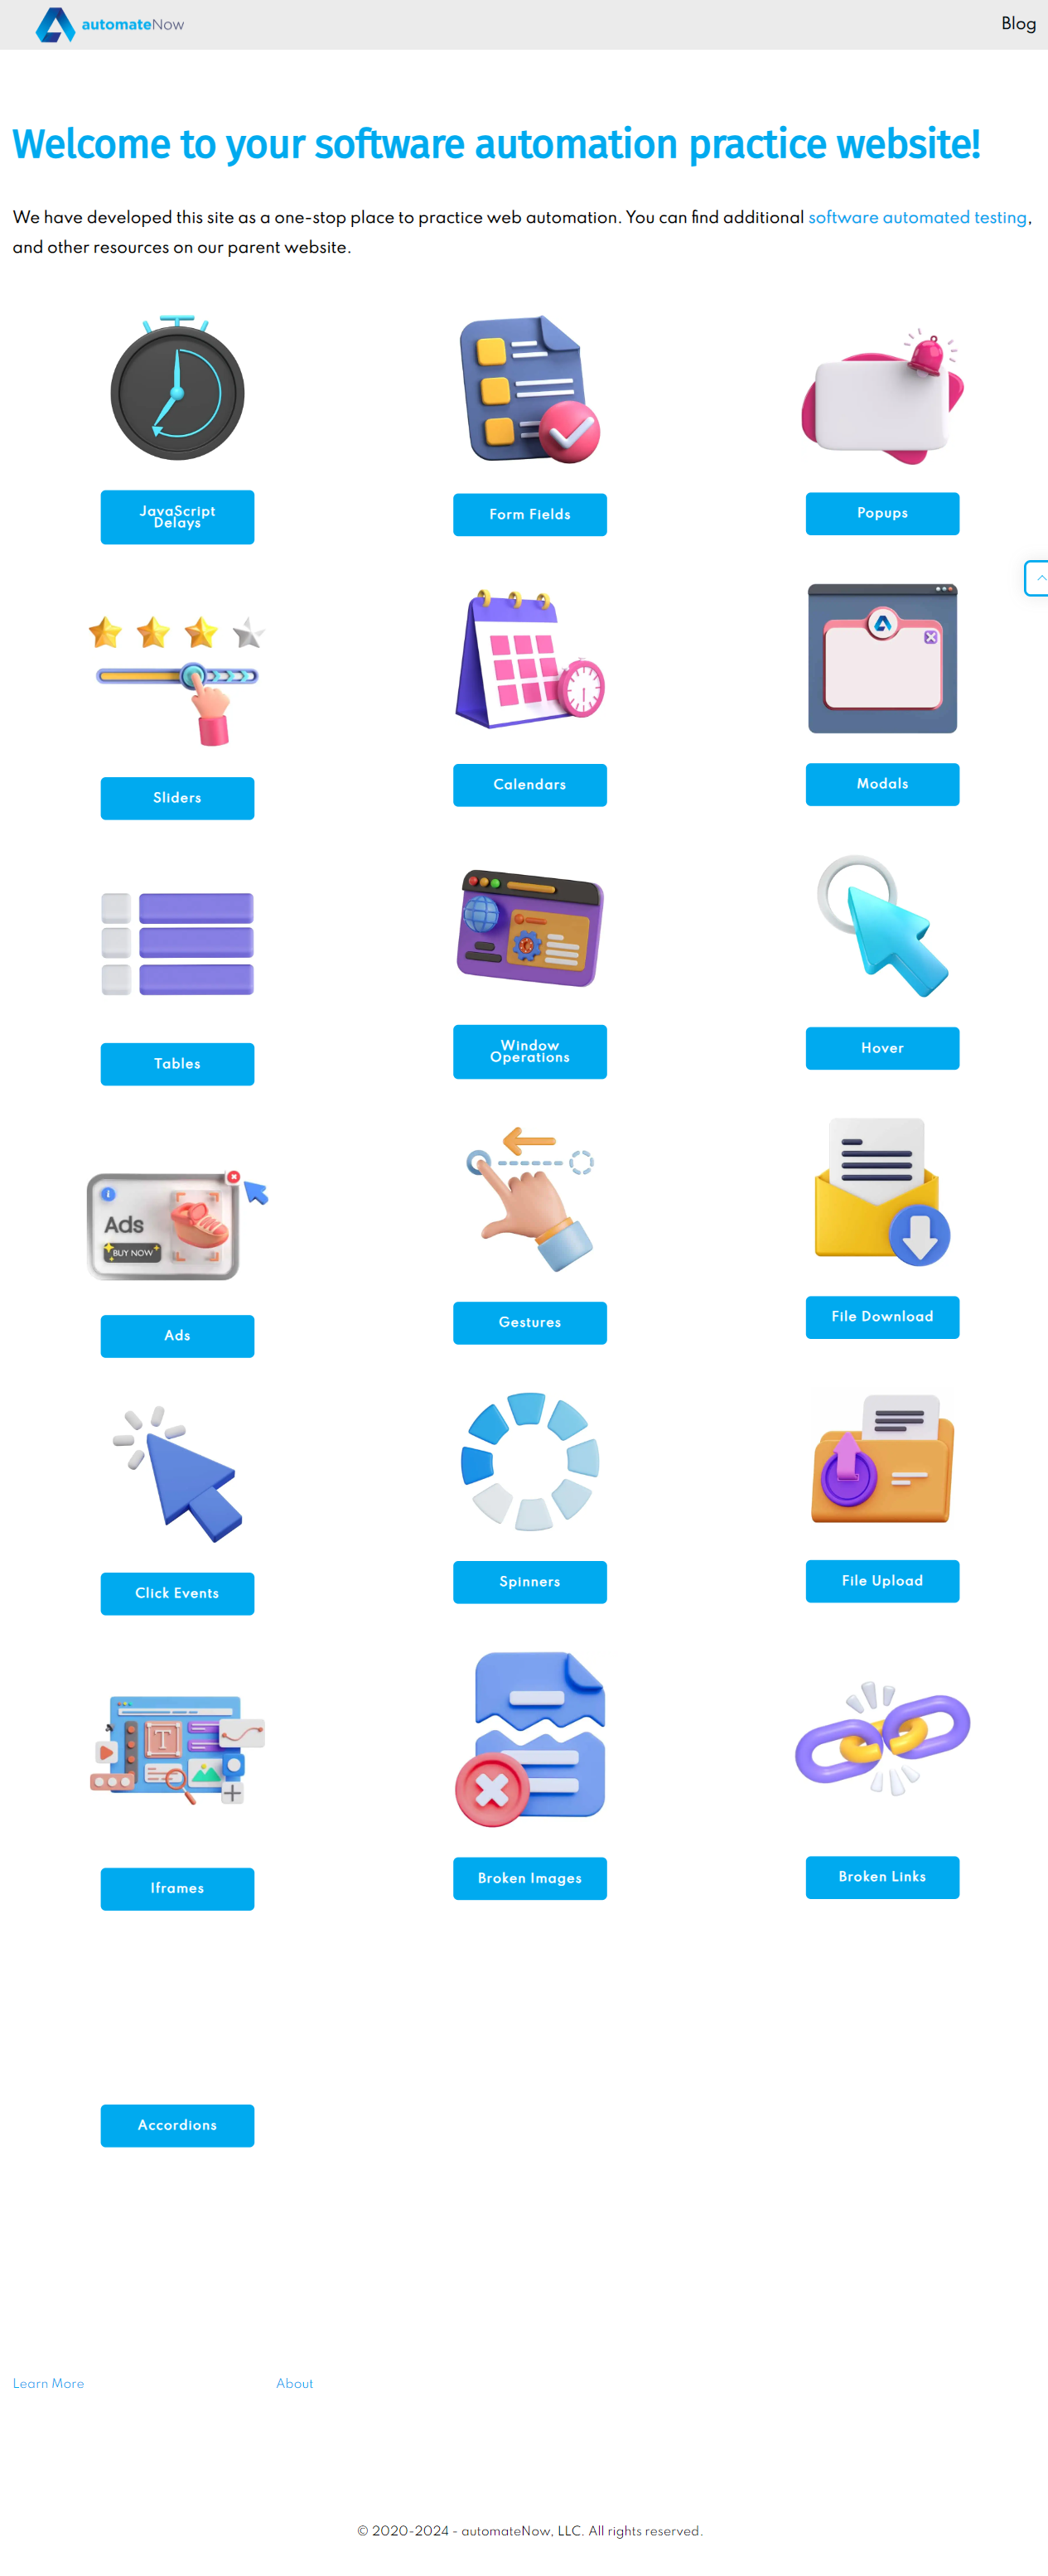 automateNow
Blog
Welcome to your software automation practice website!
We have developed this site as a one-stop place to practice web automation. You can find additional software automated testing,
and other resources on our parent website.
JavaScript
Delays
Form Fields
Popups
Sliders
Calendars
Modals
Tables
Window
Operations
Hover
Ads
BUY NOW
Ads
Gestures
File Download
Click Events
Spinners
File Upload
T
Iframes
Broken Images
Broken Links
Accordions
Learn More
About
© 2020-2024 - automateNow, LLC. All rights reserved.